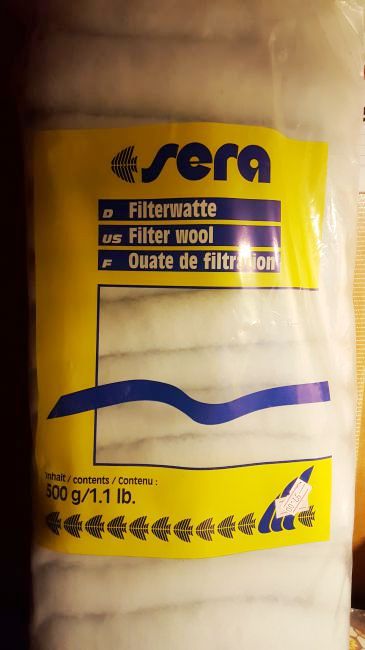 sera
D Filterwatte
US Filter wool
F Ouate de filtration
Inhalt / contents / Contenu :
500 g/1.1 lb.